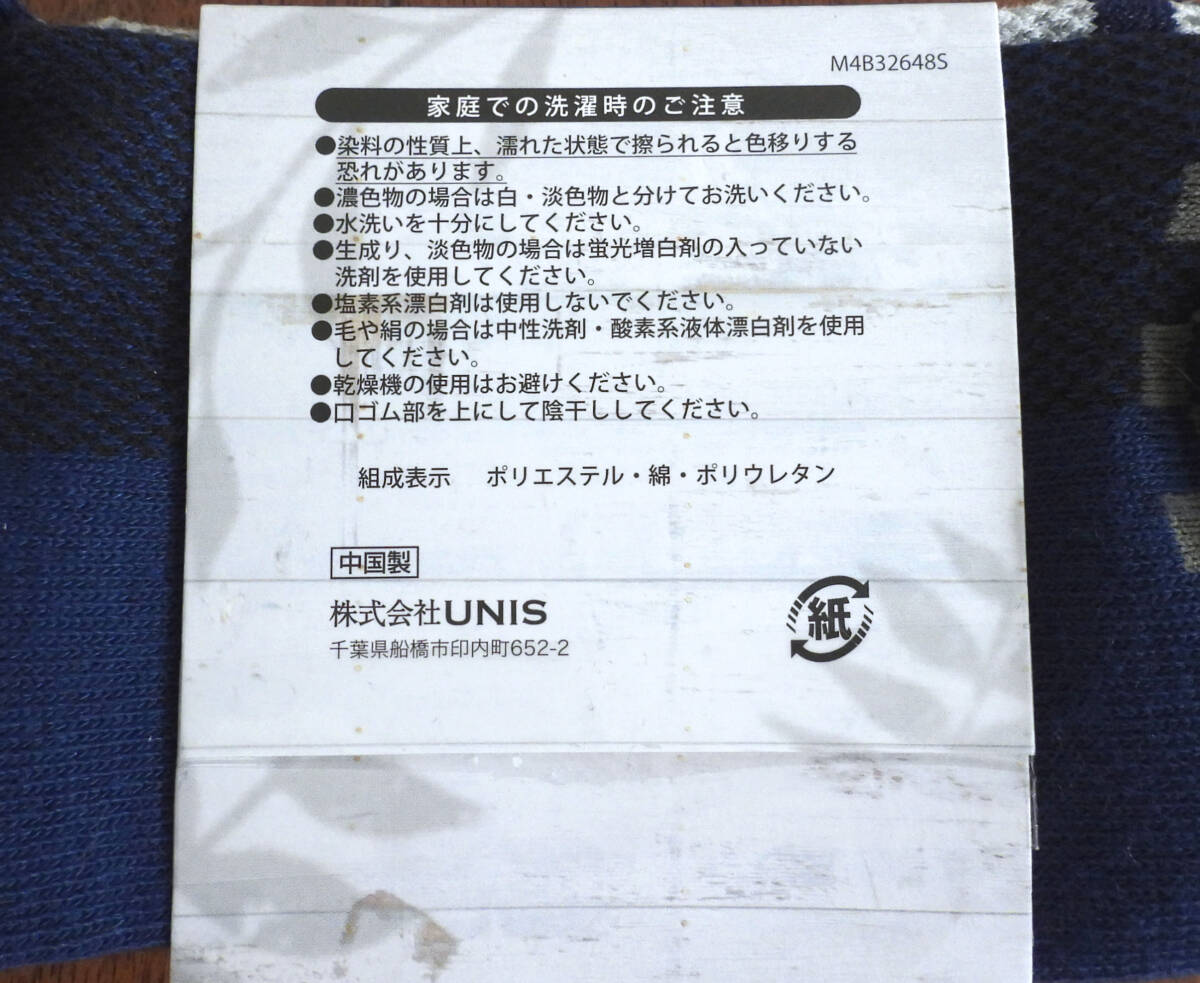 M4B32648S
家庭での洗濯時のご注意
●染料の性質上、濡れた状態で擦られると色移りする
恐れがあります。
●濃色物の場合は白・淡色物と分けてお洗いください。
●水洗いを十分にしてください。
●生成り、淡色物の場合は蛍光増白剤の入っていない
洗剤を使用してください。
●塩素系漂白剤は使用しないでください。
●毛や絹の場合は中性洗剤・酸素系液体漂白剤を使用
してください。
●乾燥機の使用はお避けください。
●口ゴム部を上にして陰干ししてください。
組成表示 ポリエステル・綿・ポリウレタン
中国製
株式会社UNIS
千葉県船橋市印内町652-2
紙